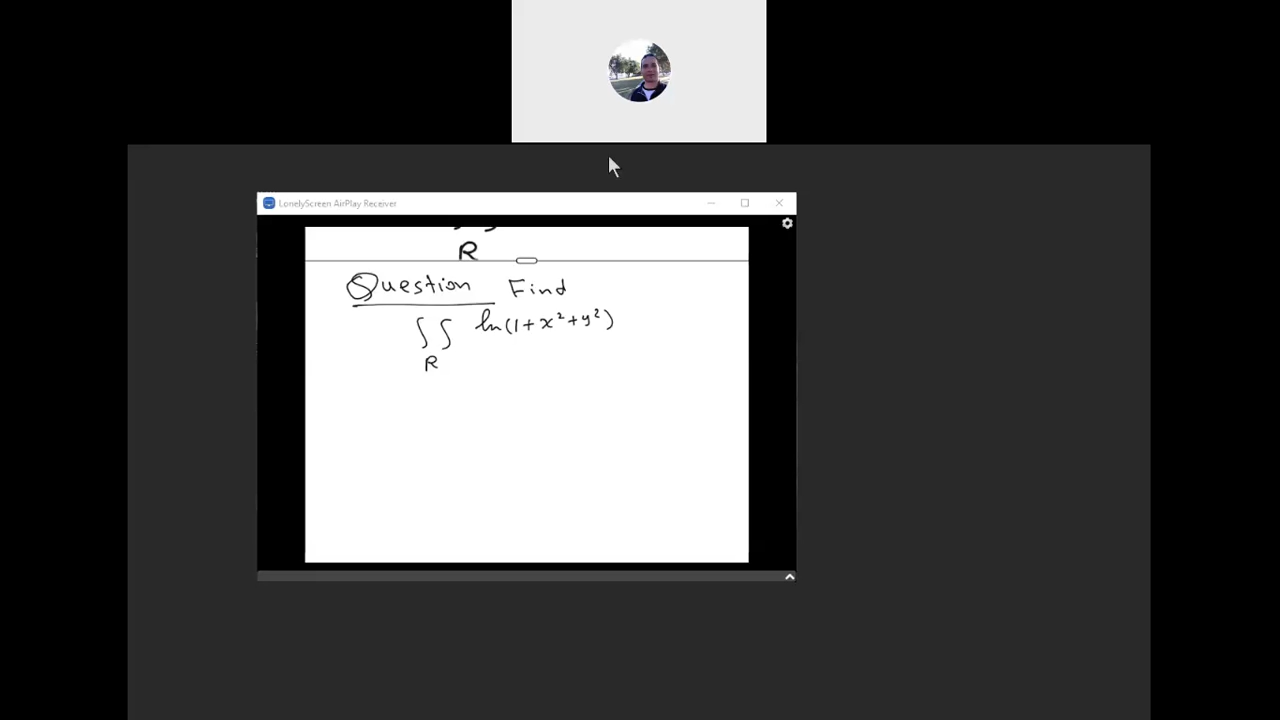 LonelyScreen AirPlay Receiver
R
Question Find
∫∫ ln(1+x²+y²)
R